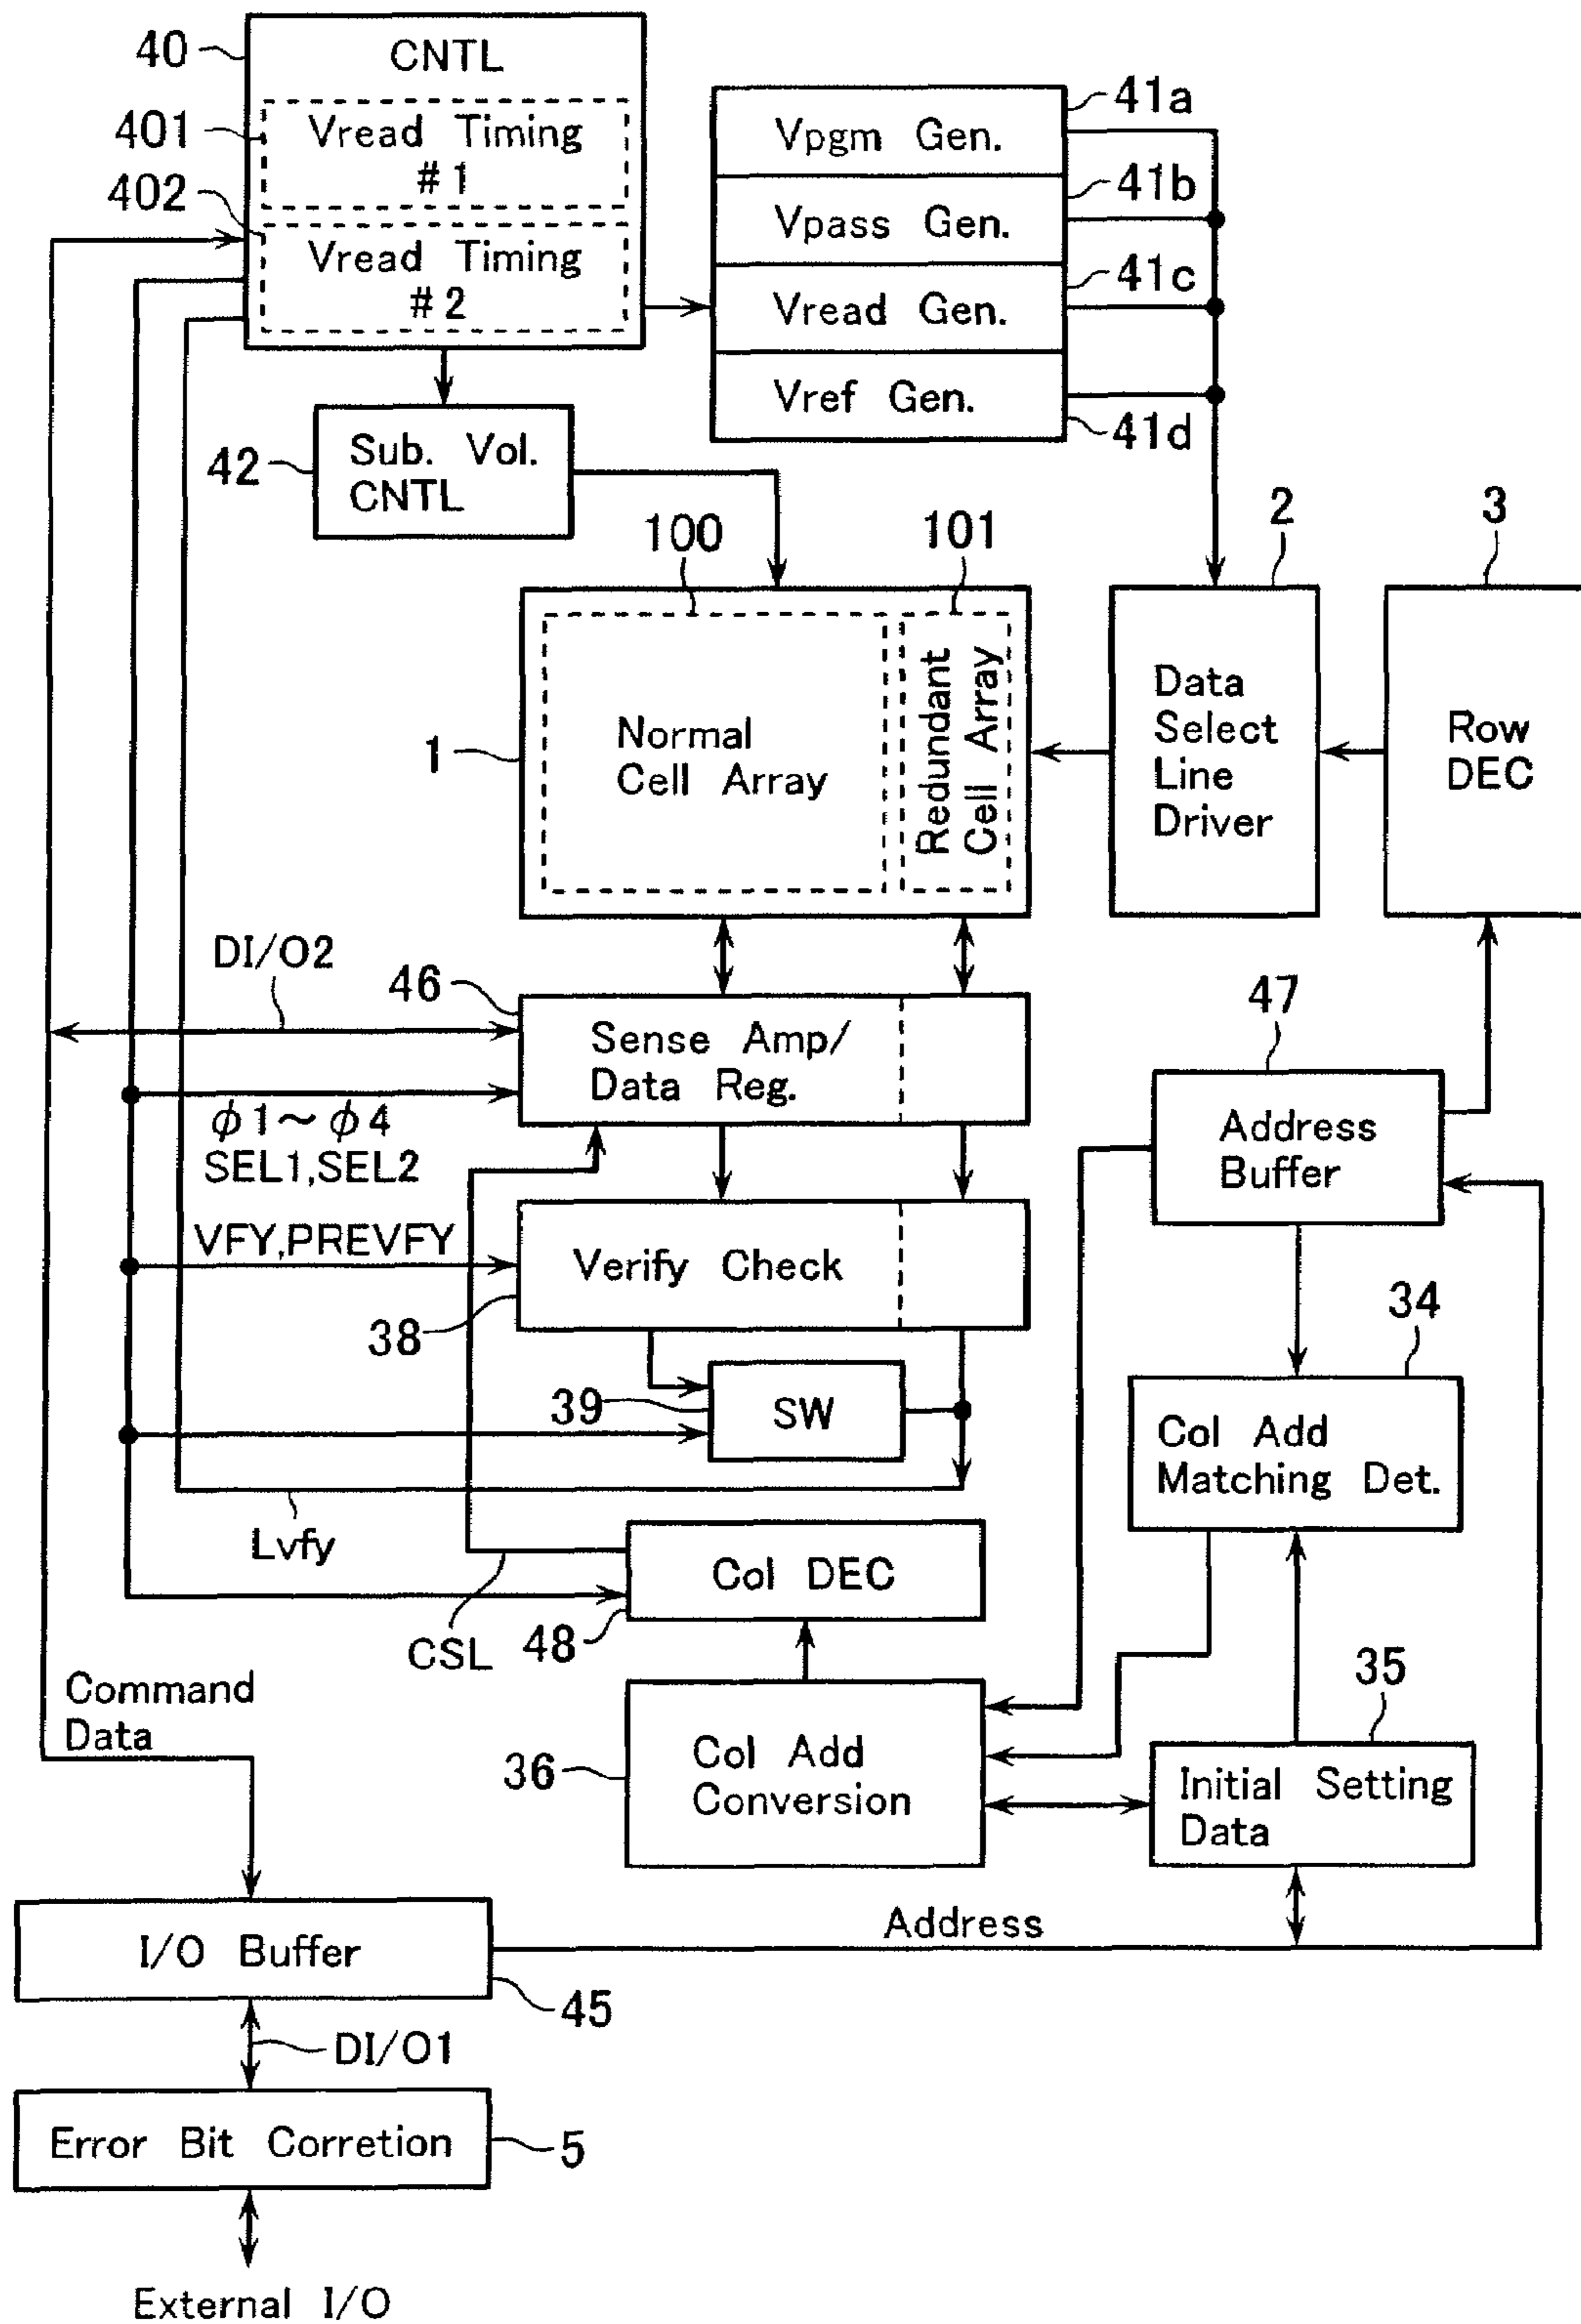 40
CNTL
401
Vread Timing
#1
402
Vread Timing
#2
Vpgm Gen.
41a
Vpass Gen.
41b
Vread Gen.
41c
Vref Gen.
41d
42
Sub. Vol.
CNTL
100
101
2
3
1
Normal
Cell Array
Redundant
Cell Array
Data
Select
Line
Driver
Row
DEC
DI/O2
46
Sense Amp/
Data Reg.
47
Address
Buffer
ϕ1~ϕ4
SEL1,SEL2
VFY,PREVFY
Verify Check
38
34
39
SW
Col Add
Matching Det.
Lvfy
Col DEC
CSL
48
35
Command
Data
36
Col Add
Conversion
Initial Setting
Data
Address
I/O Buffer
45
DI/O1
Error Bit Corretion
5
External I/O